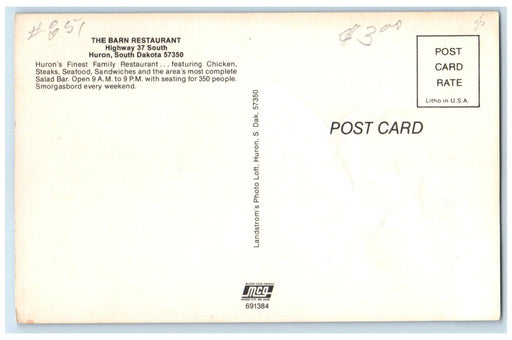 #851
THE BARN RESTAURANT
Highway 37 South
Huron, South Dakota 57350
Huron's Finest Family Restaurant... featuring Chicken,
Steaks, Seafood, Sandwiches and the area's most complete
Salad Bar. Open 9 A.M. to 9 P.M. with seating for 350 people.
Smorgasbord every weekend.
Landstrom's Photo Loft, Huron, S. Dak. 57350
mcg
691384
3.00
POST
CARD
RATE
Litho in U.S.A.
POST CARD